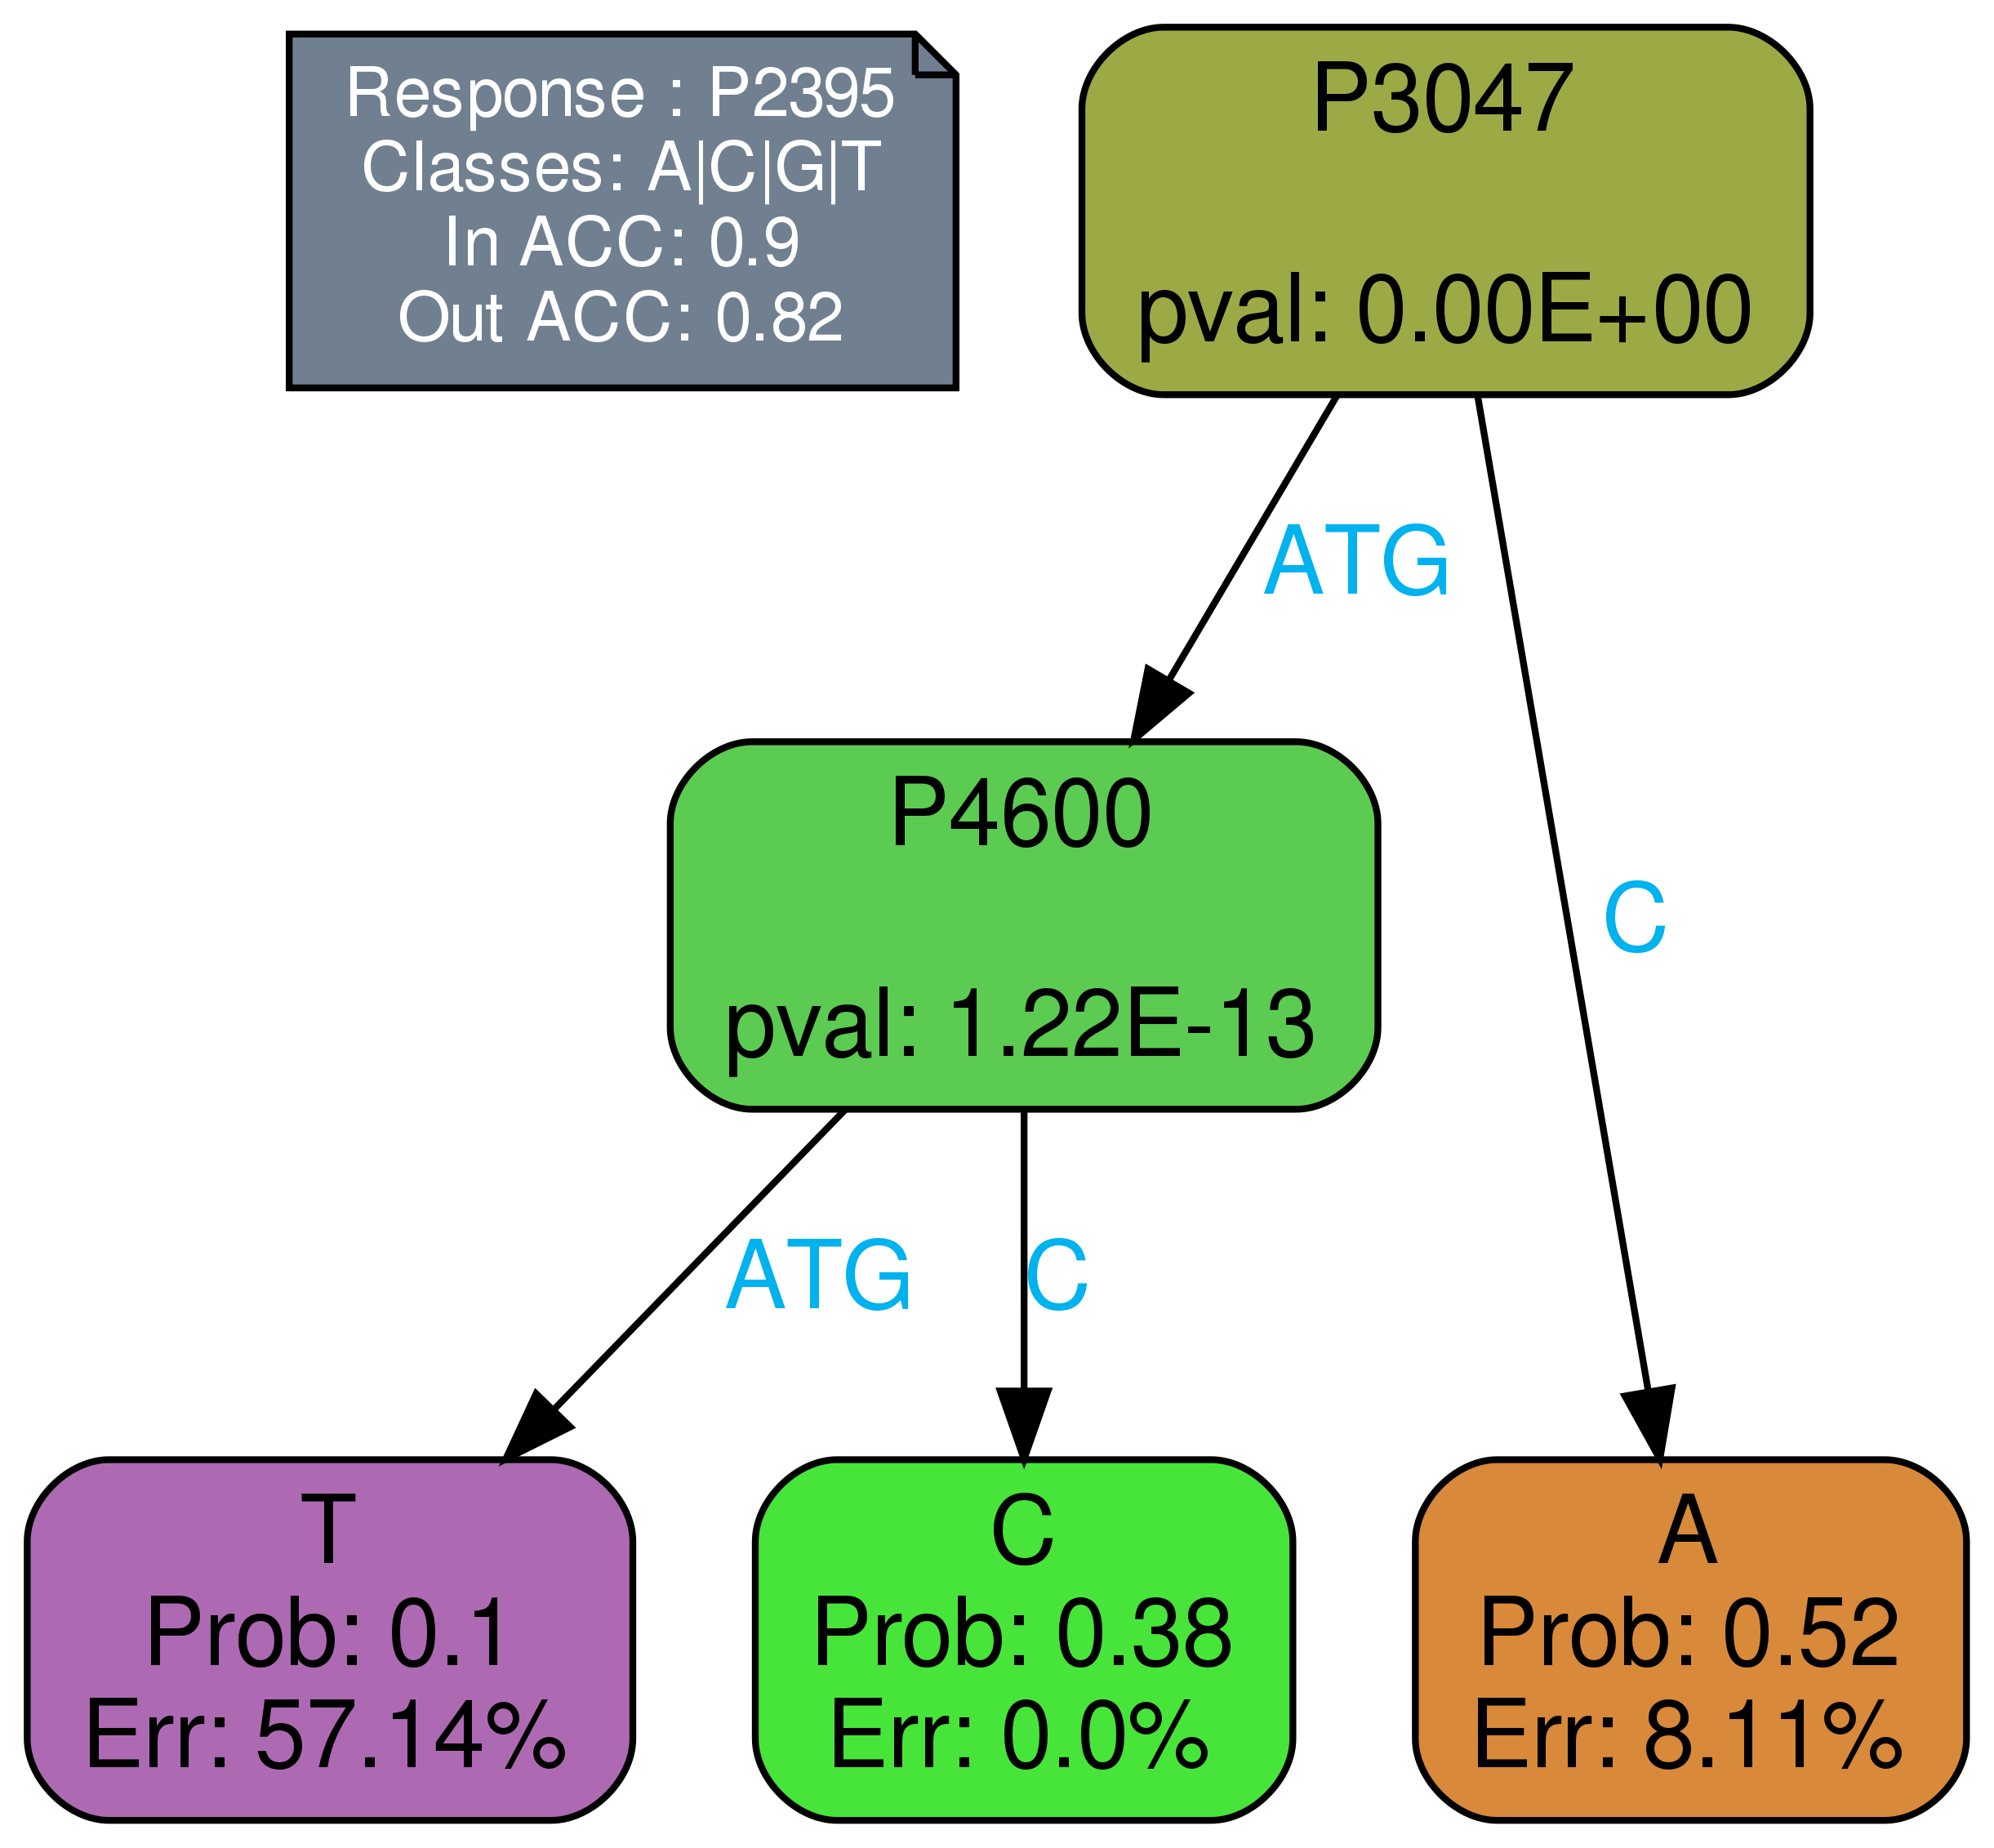 Response : P2395
Classes: A|C|G|T
In ACC: 0.9
Out ACC: 0.82
P3047
pval: 0.00E+00
ATG
C
P4600
pval: 1.22E-13
ATG
C
T
Prob: 0.1
Err: 57.14%
C
Prob: 0.38
Err: 0.0%
A
Prob: 0.52
Err: 8.11%